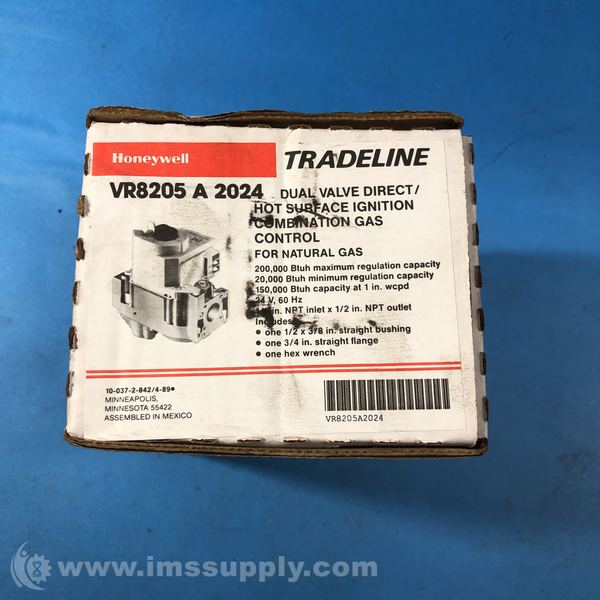 Honeywell
TRADELINE
VR8205 A 2024 DUAL VALVE DIRECT/
HOT SURFACE IGNITION
COMBINATION GAS
CONTROL
FOR NATURAL GAS
200,000 Btuh maximum regulation capacity
20,000 Btuh minimum regulation capacity
150,000 Btuh capacity at 1 in. wcpd
24 V, 60 Hz
in. NPT inlet x 1/2 in. NPT outlet
Includes
• one 1/2 x 3/8 in. straight bushing
• one 3/4 in. straight flange
• one hex wrench
10-037-2-842/4-89●
MINNEAPOLIS,
MINNESOTA 55422
ASSEMBLED IN MEXICO
VR8205A2024
www.imssupply.com